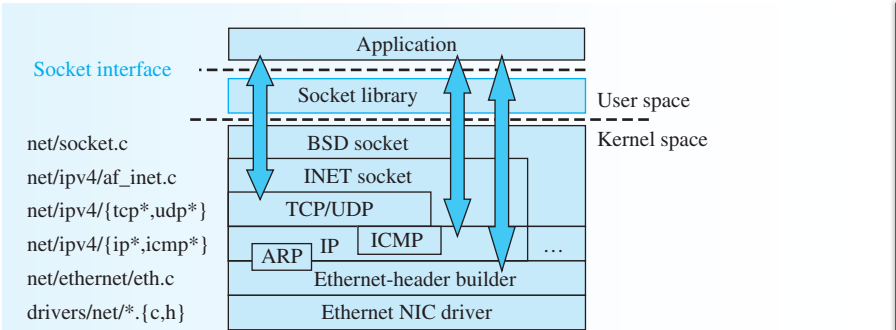 Application
Socket interface
Socket library
User space
net/socket.c
BSD socket
Kernel space
net/ipv4/af_inet.c
INET socket
net/ipv4/{tcp*,udp*}
TCP/UDP
net/ipv4/{ip*,icmp*}
IP
ICMP
...
ARP
net/ethernet/eth.c
Ethernet-header builder
drivers/net/*.{c,h}
Ethernet NIC driver